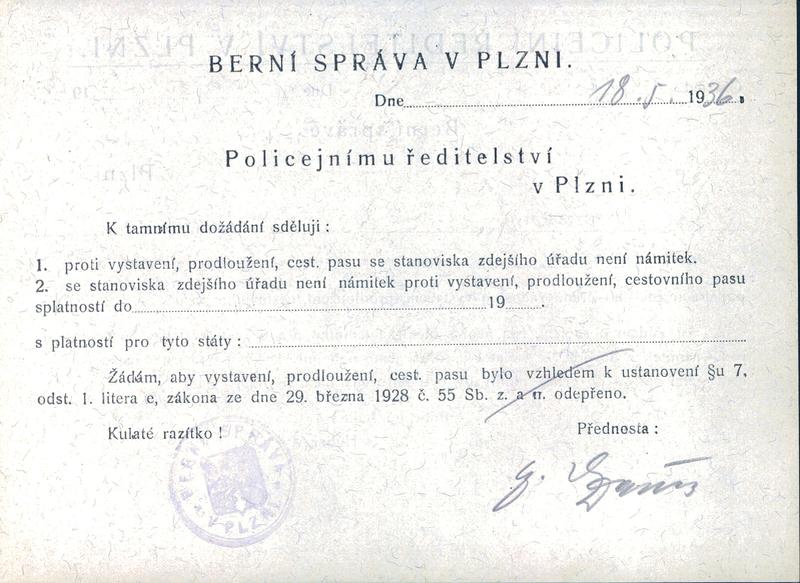 BERNÍ SPRÁVA V PLZNI.
Dne 18.5. 1936.
Policejnímu ředitelství
v Plzni.
K tamnímu dožádání sděluji:
1. proti vystavení, prodloužení, cest. pasu se stanoviska zdejšího úřadu není námitek.
2. se stanoviska zdejšího úřadu není námitek proti vystavení, prodloužení, cestovního pasu
splatností do 19 .
s platností pro tyto státy:
Žádám, aby vystavení, prodloužení, cest. pasu bylo vzhledem k ustanovení §u 7,
odst. 1. litera e, zákona ze dne 29. března 1928 č. 55 Sb. z. a n. odepřeno.
Kulaté razítko!
Přednosta:
BERNÍ SPRÁVA
V PLZNI